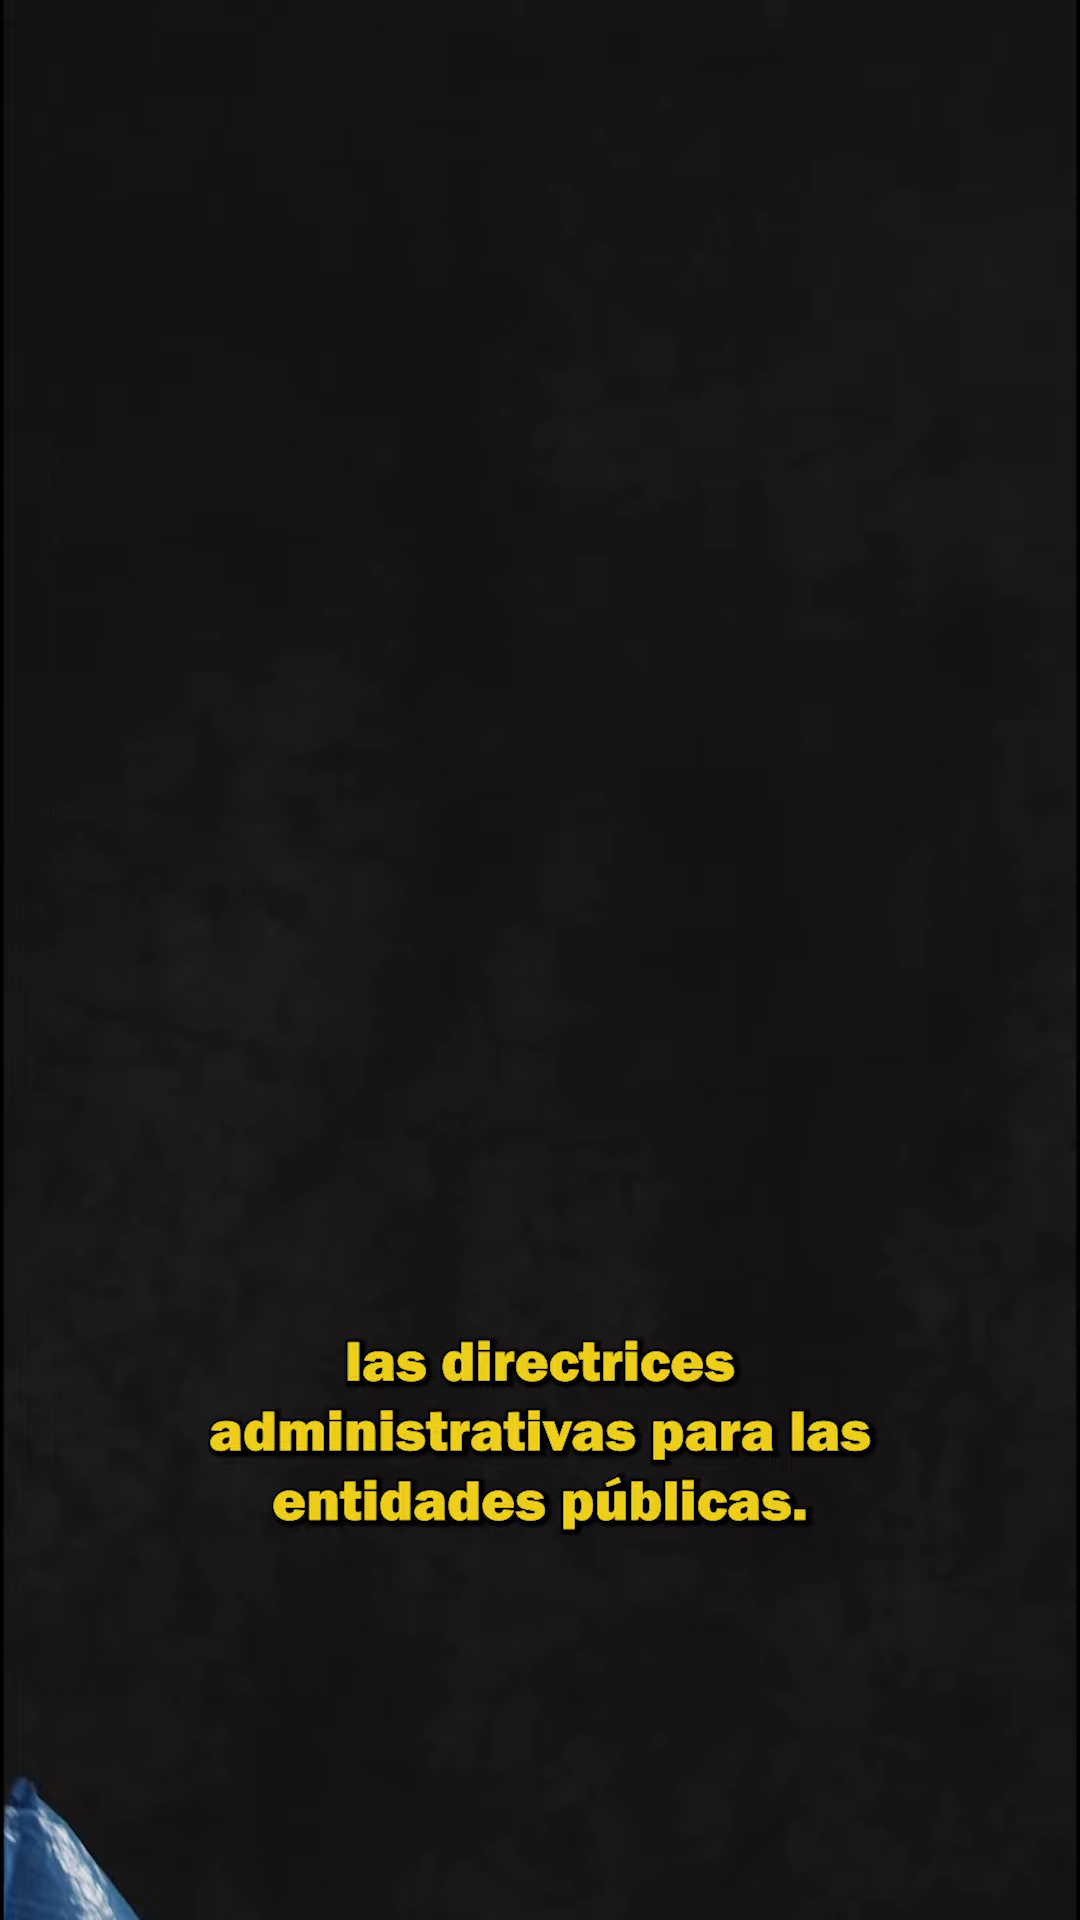 las directrices
administrativas para las
entidades públicas.